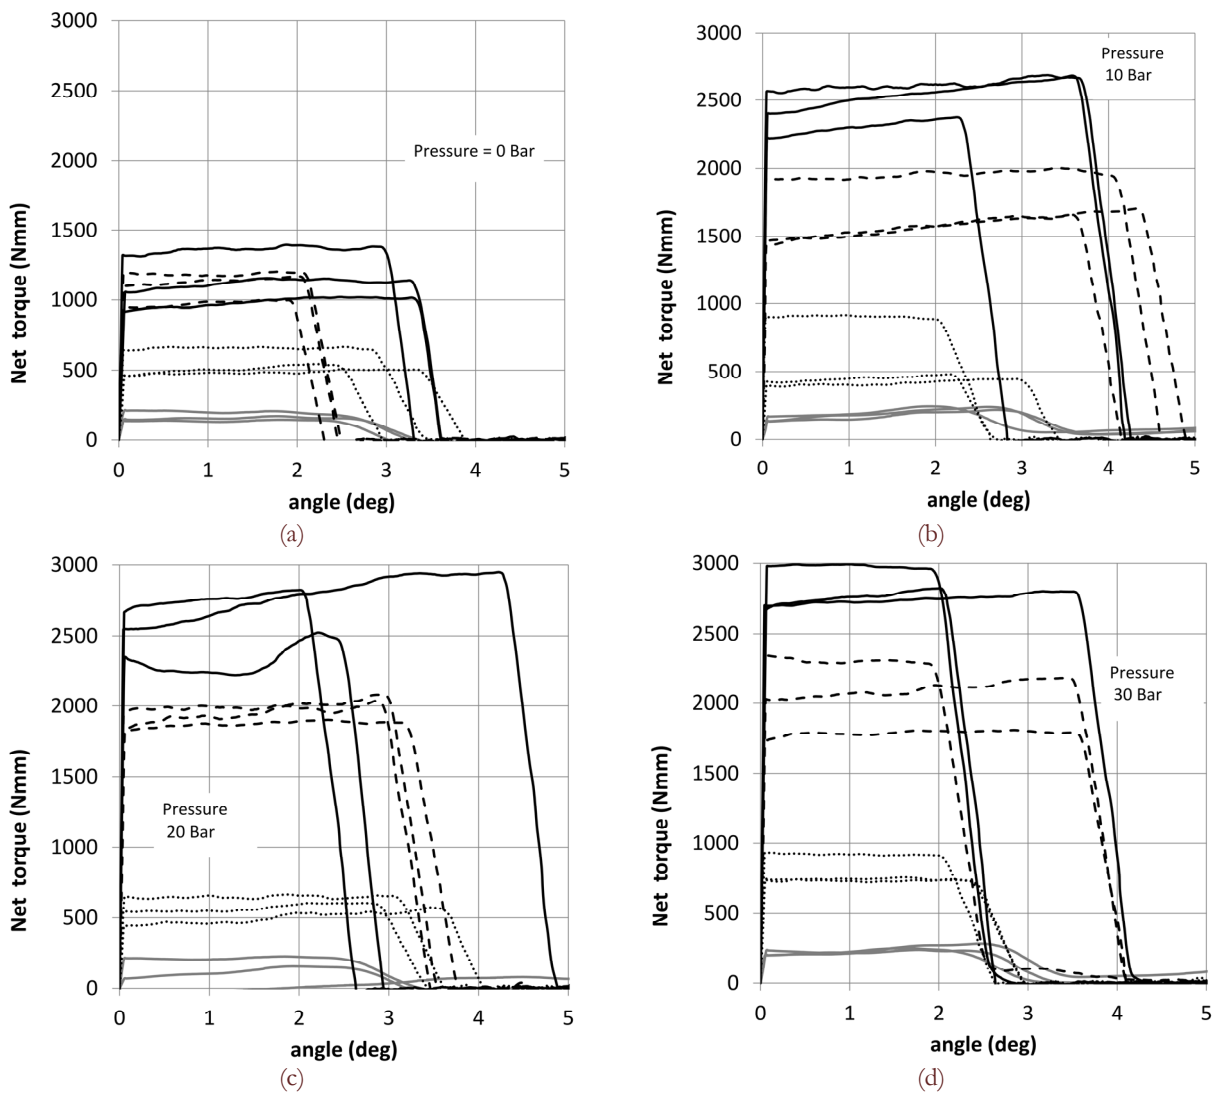 3000
2500
2000
1500
1000
500
0
Net torque (Nmm)
Pressure = 0 Bar
0 1 2 3 4 5
angle (deg)
(a)
3000
2500
2000
1500
1000
500
0
Net torque (Nmm)
Pressure
10 Bar
0 1 2 3 4 5
angle (deg)
(b)
3000
2500
2000
1500
1000
500
0
Net torque (Nmm)
Pressure
20 Bar
0 1 2 3 4 5
angle (deg)
(c)
3000
2500
2000
1500
1000
500
0
Net torque (Nmm)
Pressure
30 Bar
0 1 2 3 4 5
angle (deg)
(d)